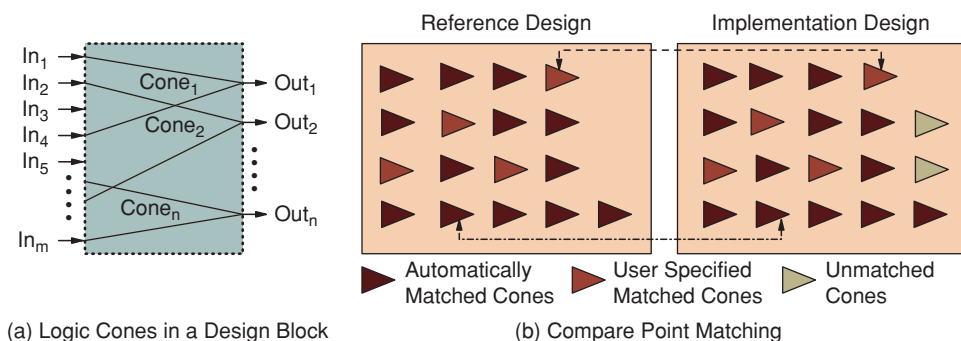 Reference Design
Implementation Design
In1
In2
In3
In4
In5
Inm
Cone1
Cone2
Conen
Out1
Out2
Outn
Automatically
Matched Cones
User Specified
Matched Cones
Unmatched
Cones
(a) Logic Cones in a Design Block
(b) Compare Point Matching